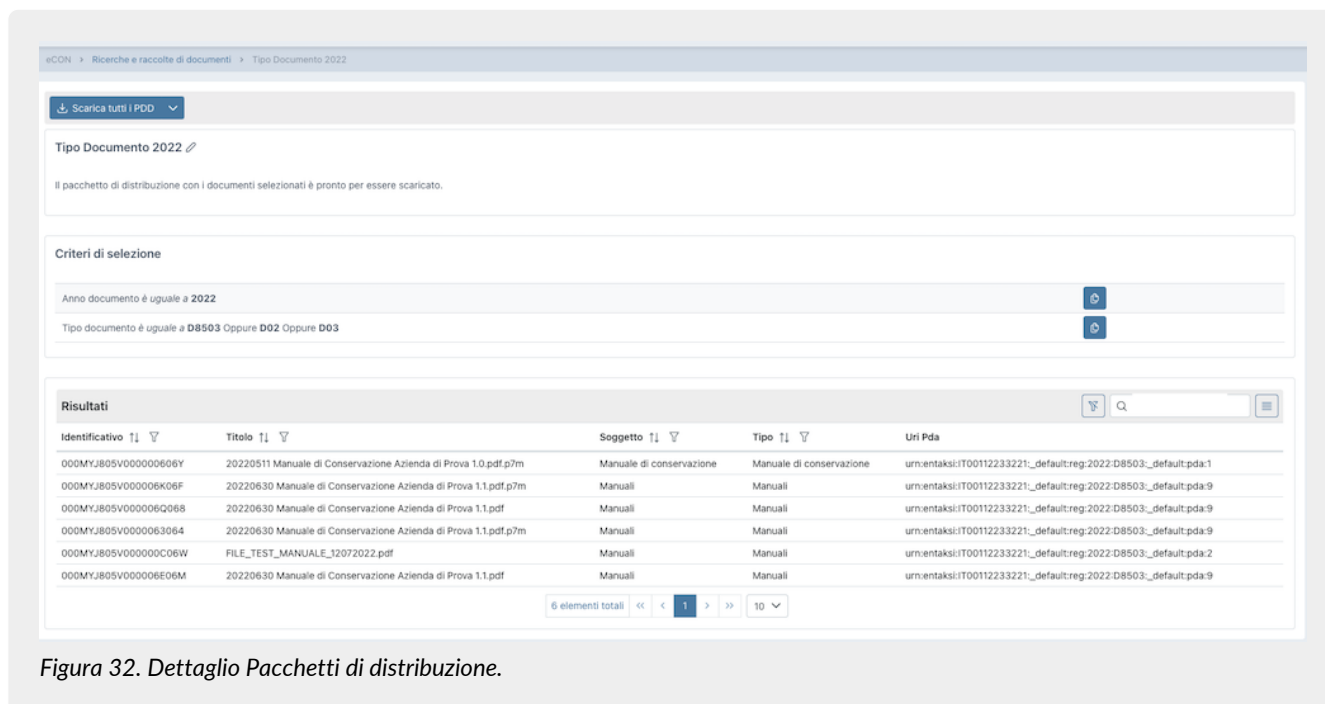 eCON > Ricerche e raccolte di documenti > Tipo Documento 2022
Scarica tutti i PDD
Tipo Documento 2022
Il pacchetto di distribuzione con i documenti selezionati è pronto per essere scaricato.
Criteri di selezione
Anno documento é uguale a 2022
Tipo documento é uguale a D8503 Oppure D02 Oppure D03
Risultati
Identificativo Titolo Soggetto Tipo Uri Pda
000MYJ805V000000606Y 20220511 Manuale di Conservazione Azienda di Prova 1.0.pdf.p7m Manuale di conservazione Manuale di conservazione urn:entaksi:IT00112233221:_default:reg:2022:D8503:_default:pda:1
000MYJ805V000006K06F 20220630 Manuale di Conservazione Azienda di Prova 1.1.pdf.p7m Manuali Manuali urn:entaksi:IT00112233221:_default:reg:2022:D8503:_default:pda:9
000MYJ805V000006Q068 20220630 Manuale di Conservazione Azienda di Prova 1.1.pdf Manuali Manuali urn:entaksi:IT00112233221:_default:reg:2022:D8503:_default:pda:9
000MYJ805V0000063064 20220630 Manuale di Conservazione Azienda di Prova 1.1.pdf.p7m Manuali Manuali urn:entaksi:IT00112233221:_default:reg:2022:D8503:_default:pda:9
000MYJ805V000000C06W FILE_TEST_MANUALE_12072022.pdf Manuali Manuali urn:entaksi:IT00112233221:_default:reg:2022:D8503:_default:pda:2
000MYJ805V000006E06M 20220630 Manuale di Conservazione Azienda di Prova 1.1.pdf Manuali Manuali urn:entaksi:IT00112233221:_default:reg:2022:D8503:_default:pda:9
6 elementi totali << < 1 > >> 10
Figura 32. Dettaglio Pacchetti di distribuzione.